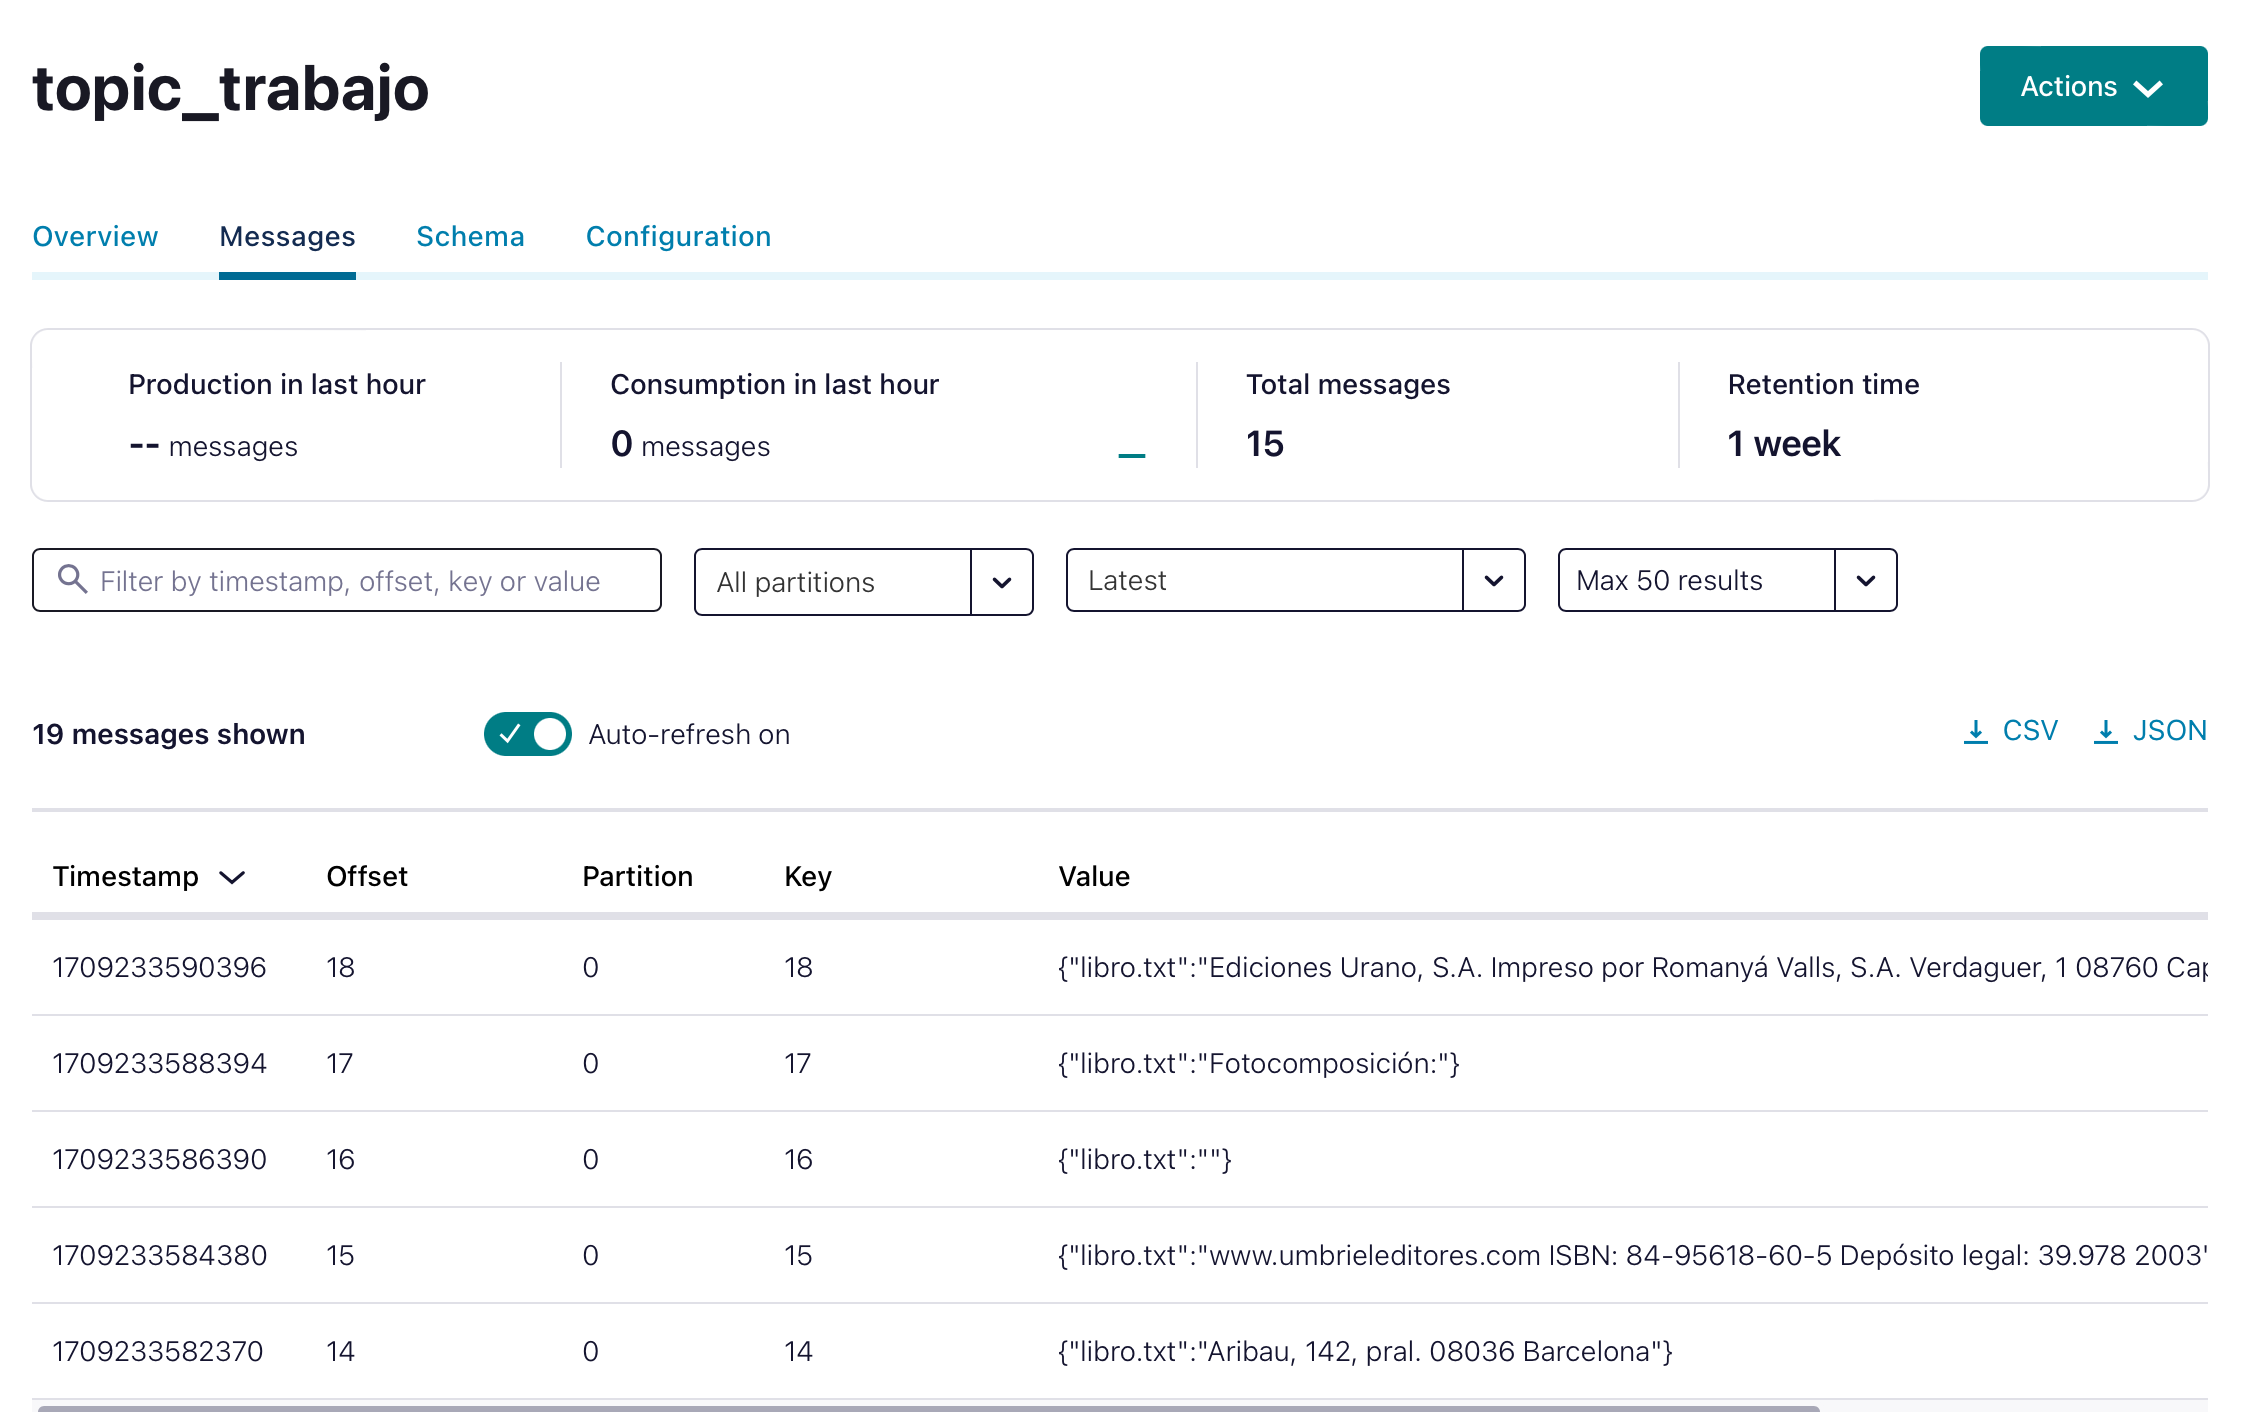 topic_trabajo
Actions
Overview Messages Schema Configuration
Production in last hour Consumption in last hour Total messages Retention time
-- messages 0 messages 15 1 week
Filter by timestamp, offset, key or value All partitions Latest Max 50 results
19 messages shown Auto-refresh on CSV JSON
Timestamp Offset Partition Key Value
1709233590396 18 0 18 {"libro.txt":"Ediciones Urano, S.A. Impreso por Romanyá Valls, S.A. Verdaguer, 1 08760 Cap
1709233588394 17 0 17 {"libro.txt":"Fotocomposición:"}
1709233586390 16 0 16 {"libro.txt":""}
1709233584380 15 0 15 {"libro.txt":"www.umbrieleditores.com ISBN: 84-95618-60-5 Depósito legal: 39.978 2003"
1709233582370 14 0 14 {"libro.txt":"Aribau, 142, pral. 08036 Barcelona"}